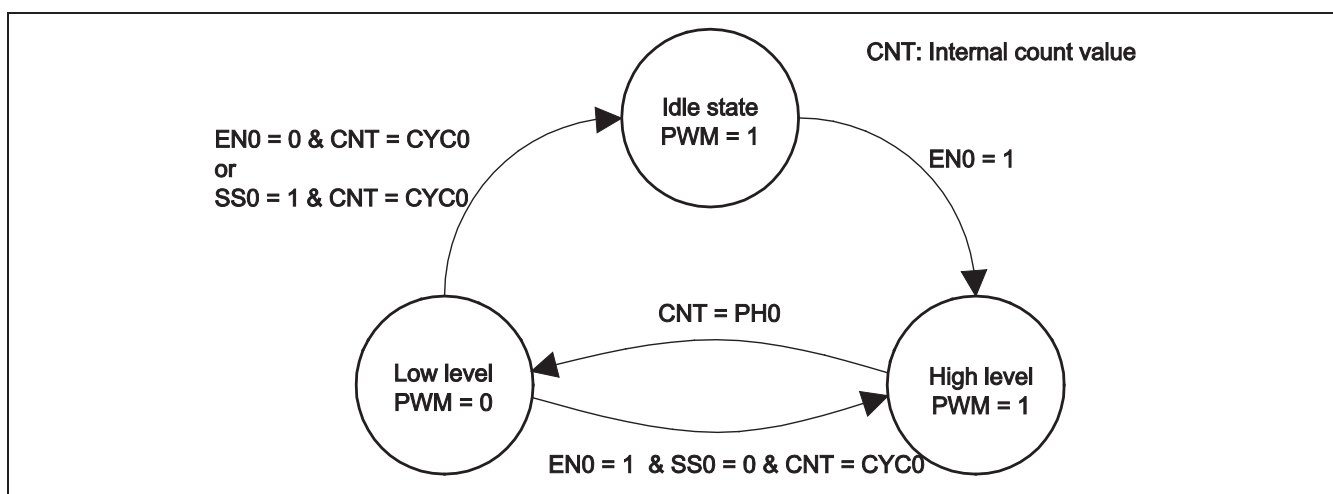 CNT: Internal count value
Idle state
PWM = 1
EN0 = 0 & CNT = CYC0
or
SS0 = 1 & CNT = CYC0
EN0 = 1
CNT = PH0
Low level
PWM = 0
High level
PWM = 1
EN0 = 1 & SS0 = 0 & CNT = CYC0